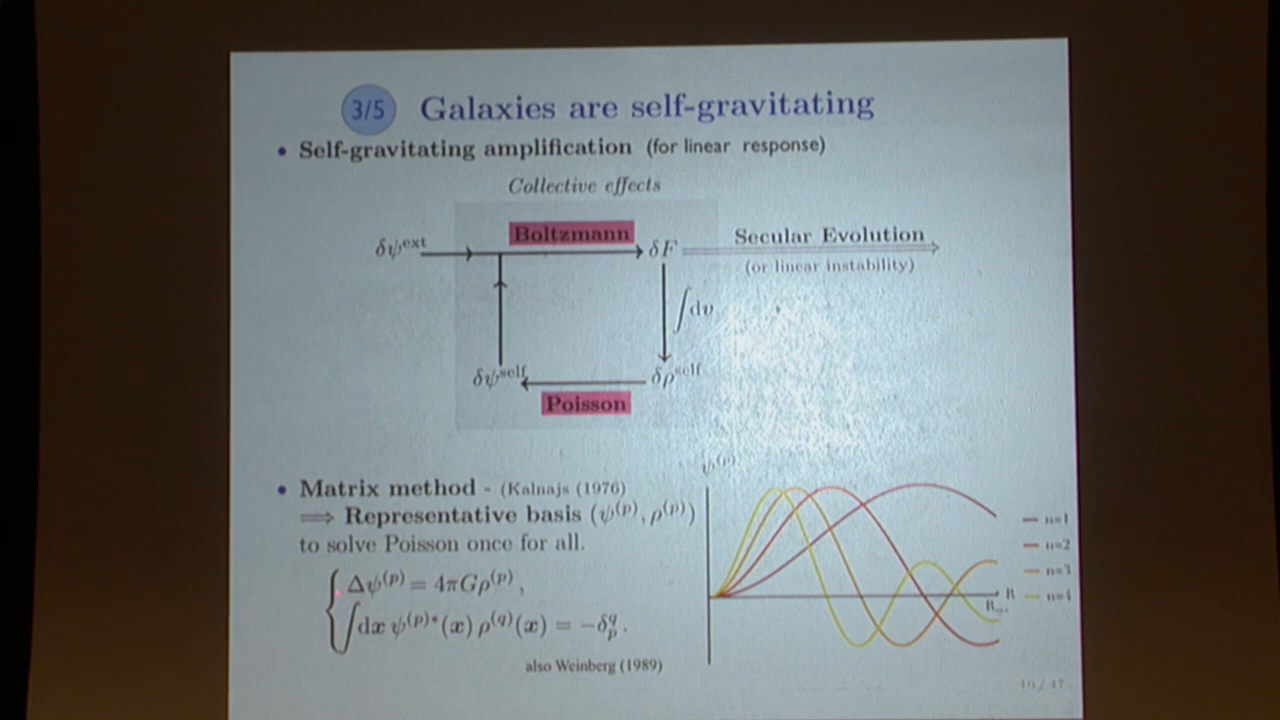 3/5 Galaxies are self-gravitating
• Self-gravitating amplification (for linear response)
Collective effects
δψ^ext Boltzmann δF Secular Evolution
(or linear instability)
∫dv
δψ^self δρ^self
Poisson
ψ^(p)
• Matrix method - (Kalnajs (1976)
⟹ Representative basis (ψ^(p), ρ^(p))
to solve Poisson once for all.
Δψ^(p) = 4πGρ^(p) ,
∫dx ψ^(p)*(x) ρ^(q)(x) = −δ_p^q .
also Weinberg (1989)
n=1
n=2
n=3
n=4
R
10 / 47